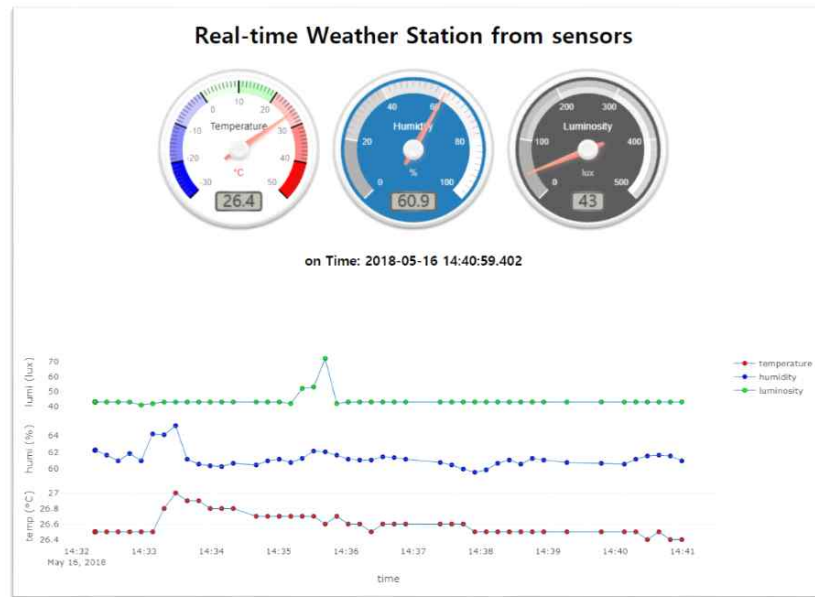 Real-time Weather Station from sensors
-30 -20 -10 0 10 20 30 40 50
Temperature
°C
26.4
0 20 40 60 80 100
Humidity
%
60.9
0 100 200 300 400 500
Luminosity
lux
43
on Time: 2018-05-16 14:40:59.402
lumi (lux)
70
60
50
40
humi (%)
64
62
60
temp (°C)
27
26.8
26.6
26.4
14:32 14:33 14:34 14:35 14:36 14:37 14:38 14:39 14:40 14:41
May 16, 2018
time
temperature
humidity
luminosity